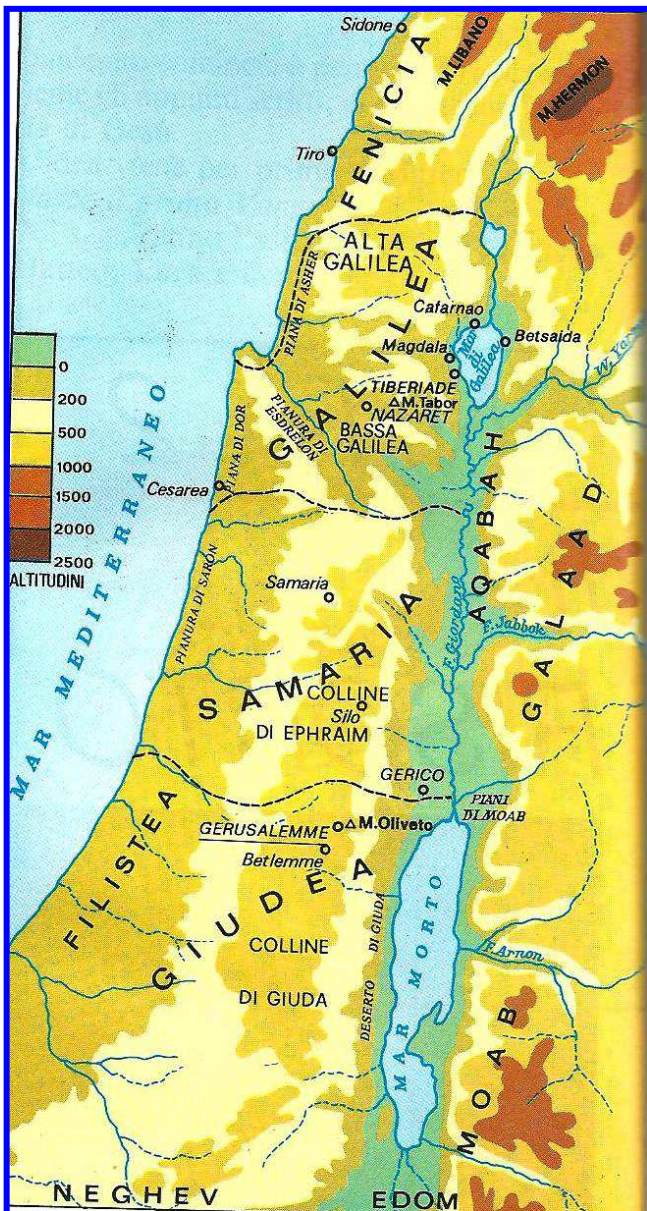 Sidone
M.LIBANO
M.HERMON
FENICIA
Tiro
ALTA
GALILEA
PIANA DI ASHER
GALILEA
Cafarnao
Betsaida
Magdala
Mar
di
Galilea
TIBERIADE
M.Tabor
NAZARET
BASSA
GALILEA
PIANURA DI
ESDRELON
PIANA DI DOR
Cesarea
0
200
500
1000
1500
2000
2500
ALTITUDINI
MAR MEDITERRANEO
AQABAH
GALAAD
F. Giordano
F. Jabbok
PIANURA DI SARON
Samaria
SAMARIA
COLLINE
Silo
DI EPHRAIM
GERICO
PIANI
DI MOAB
GERUSALEMME
M.Oliveto
Betlemme
FILISTEA
GIUDEA
COLLINE
DI GIUDA
DESERTO DI GIUDA
MAR MORTO
F. Arnon
MOAB
NEGHEV
EDOM